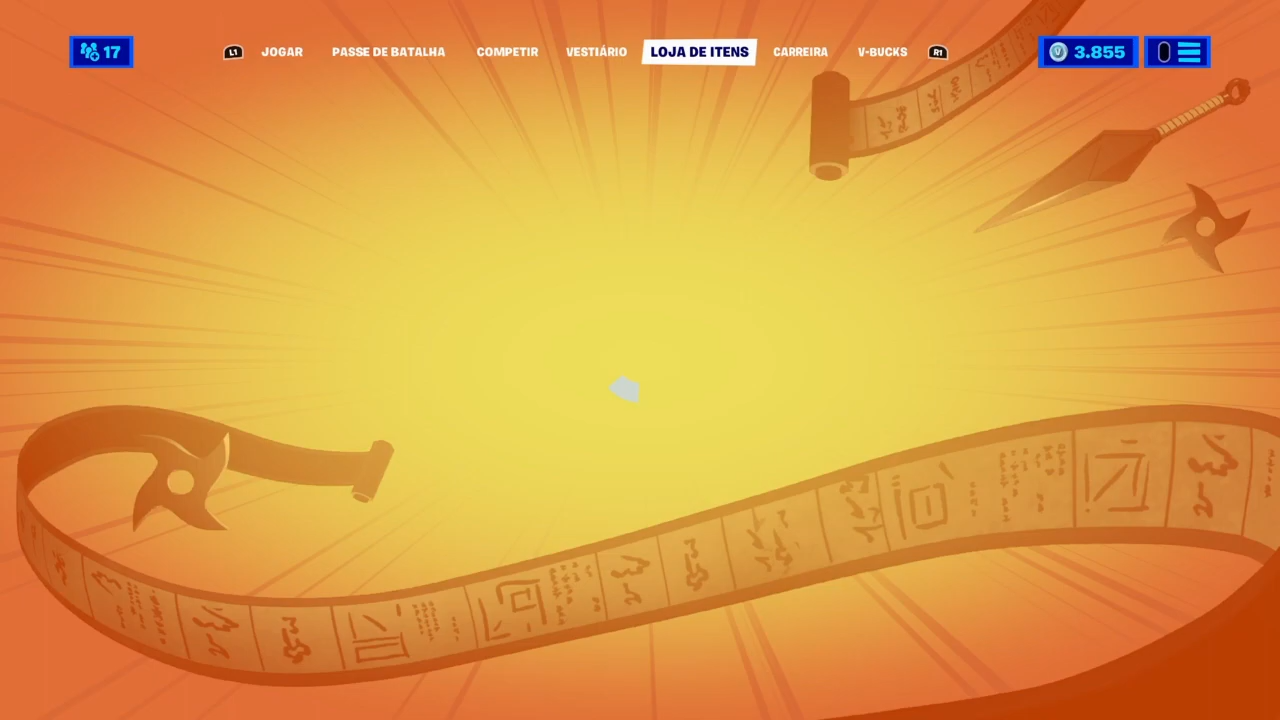 17
L1 JOGAR PASSE DE BATALHA COMPETIR VESTIÁRIO LOJA DE ITENS CARREIRA V-BUCKS R1
V 3.855